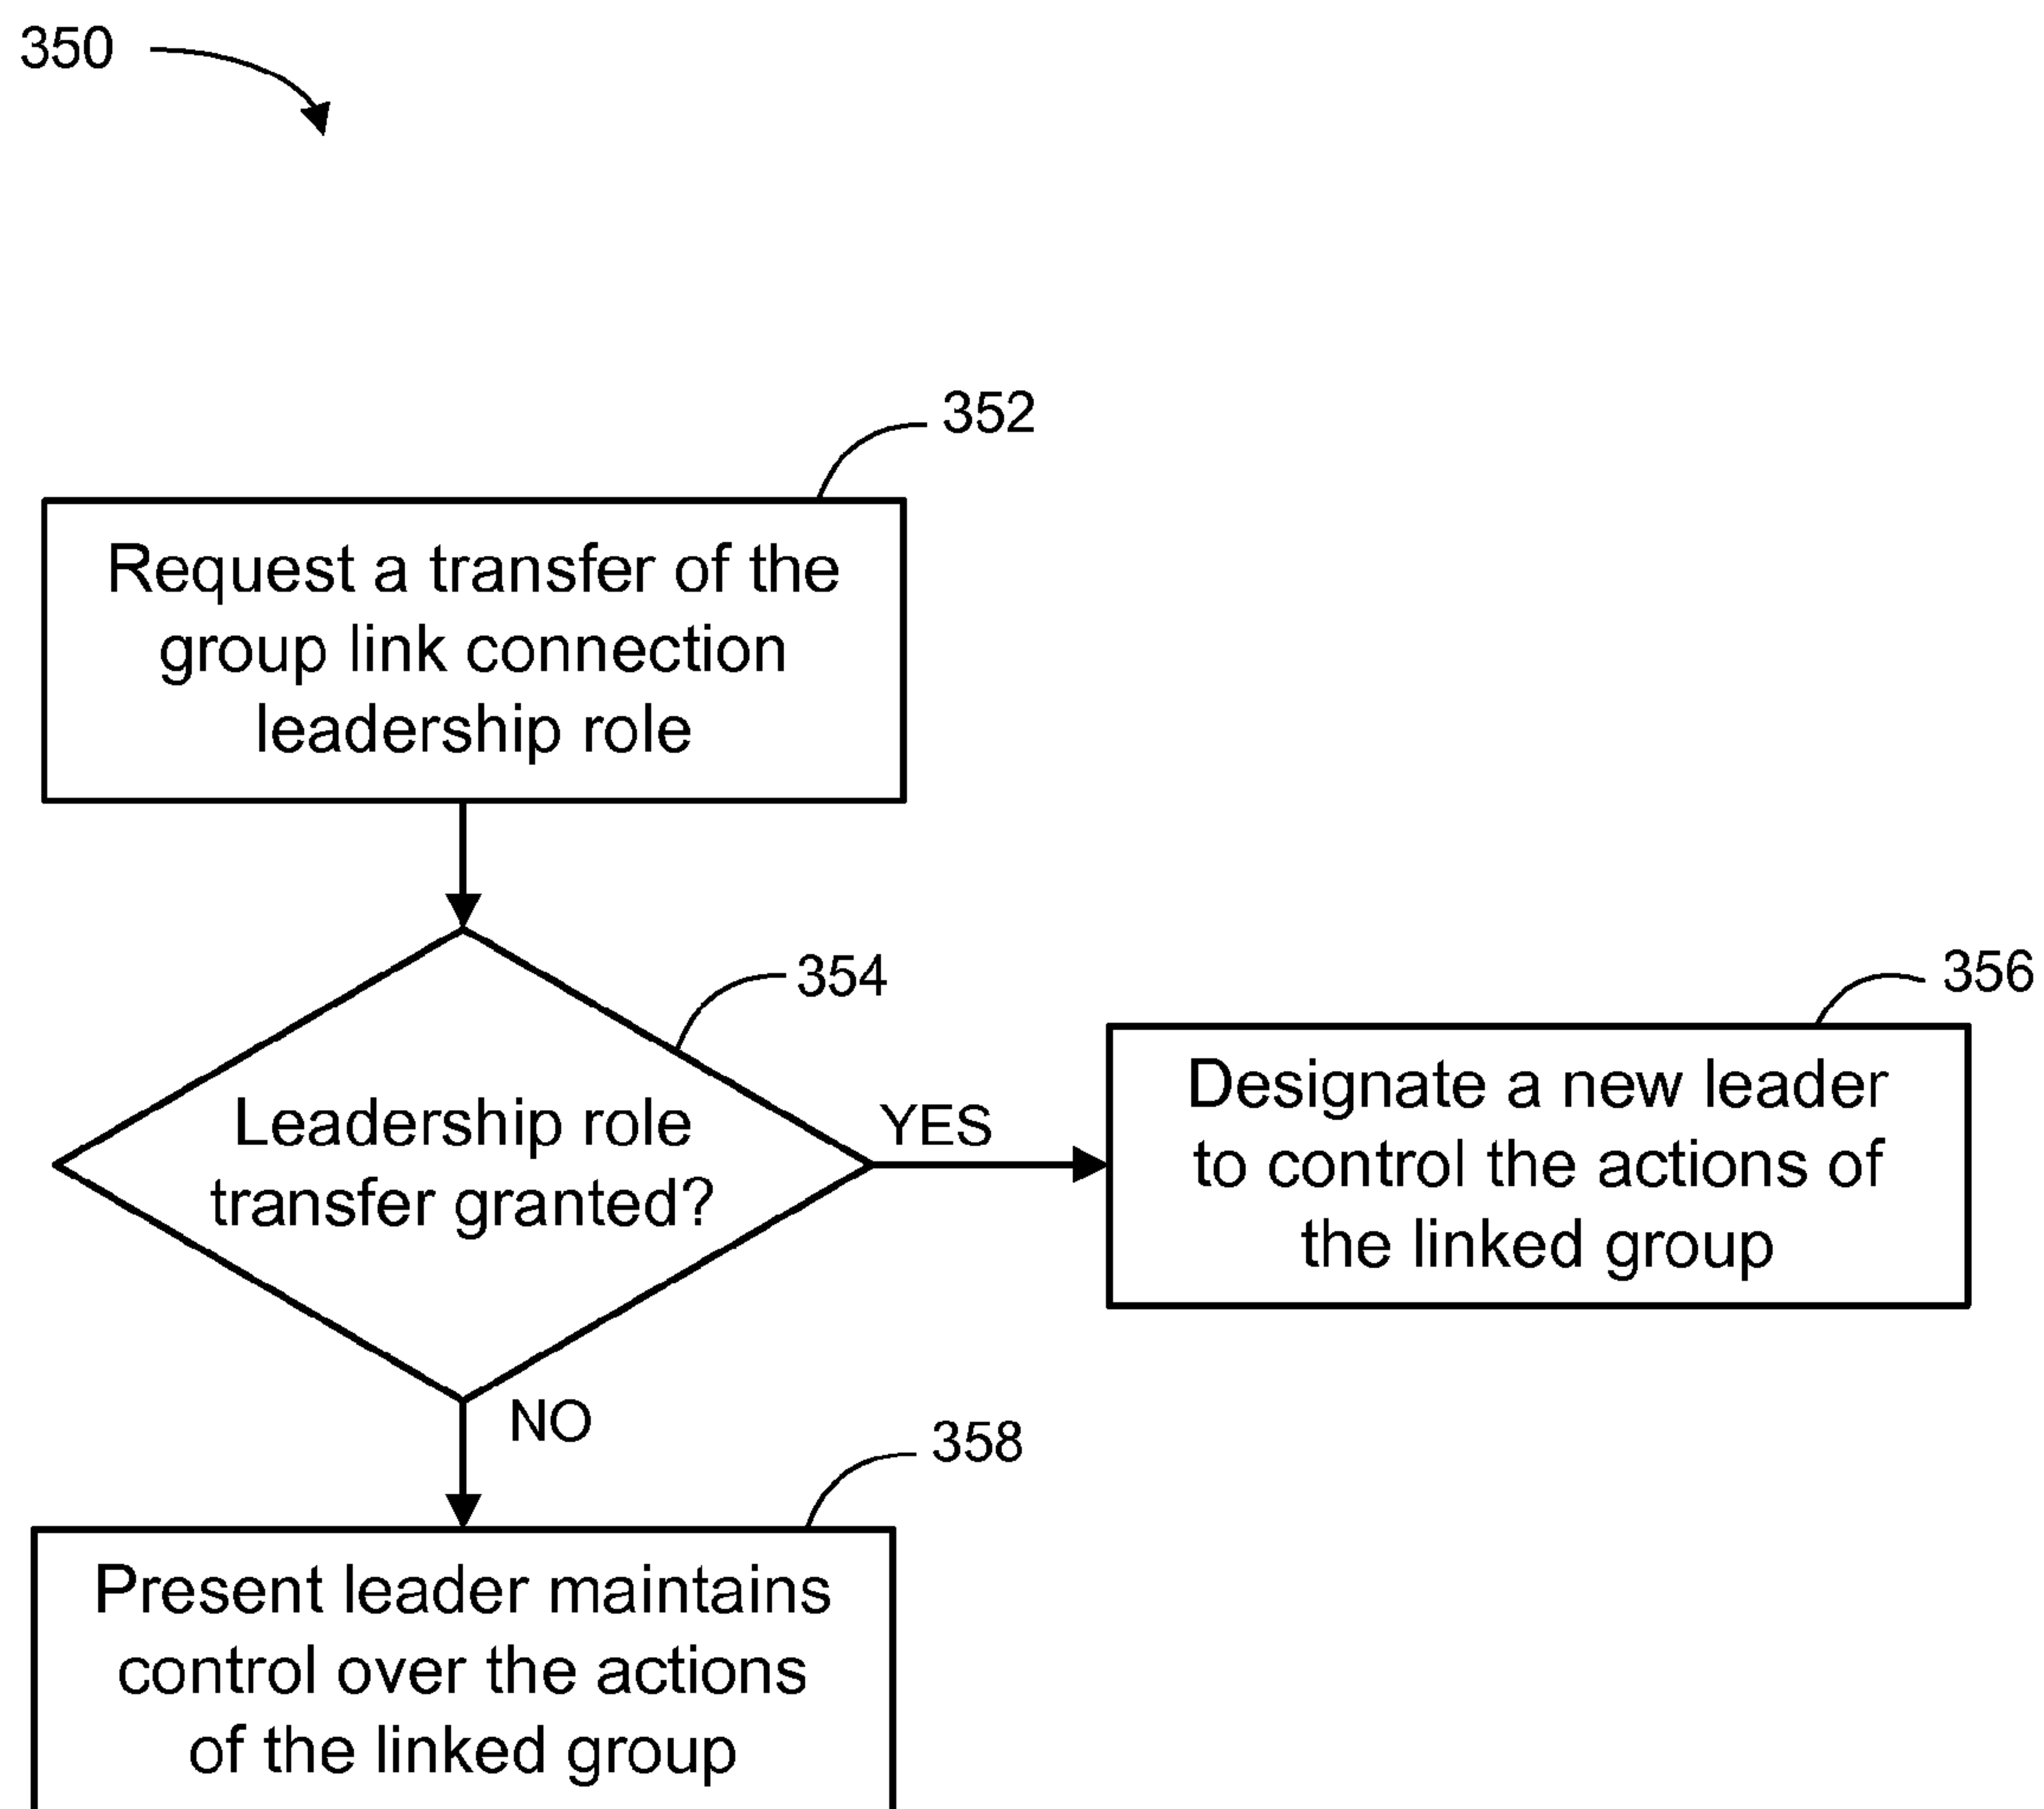 350
352
Request a transfer of the
group link connection
leadership role
354
Leadership role
transfer granted?
YES
356
Designate a new leader
to control the actions of
the linked group
NO
358
Present leader maintains
control over the actions
of the linked group